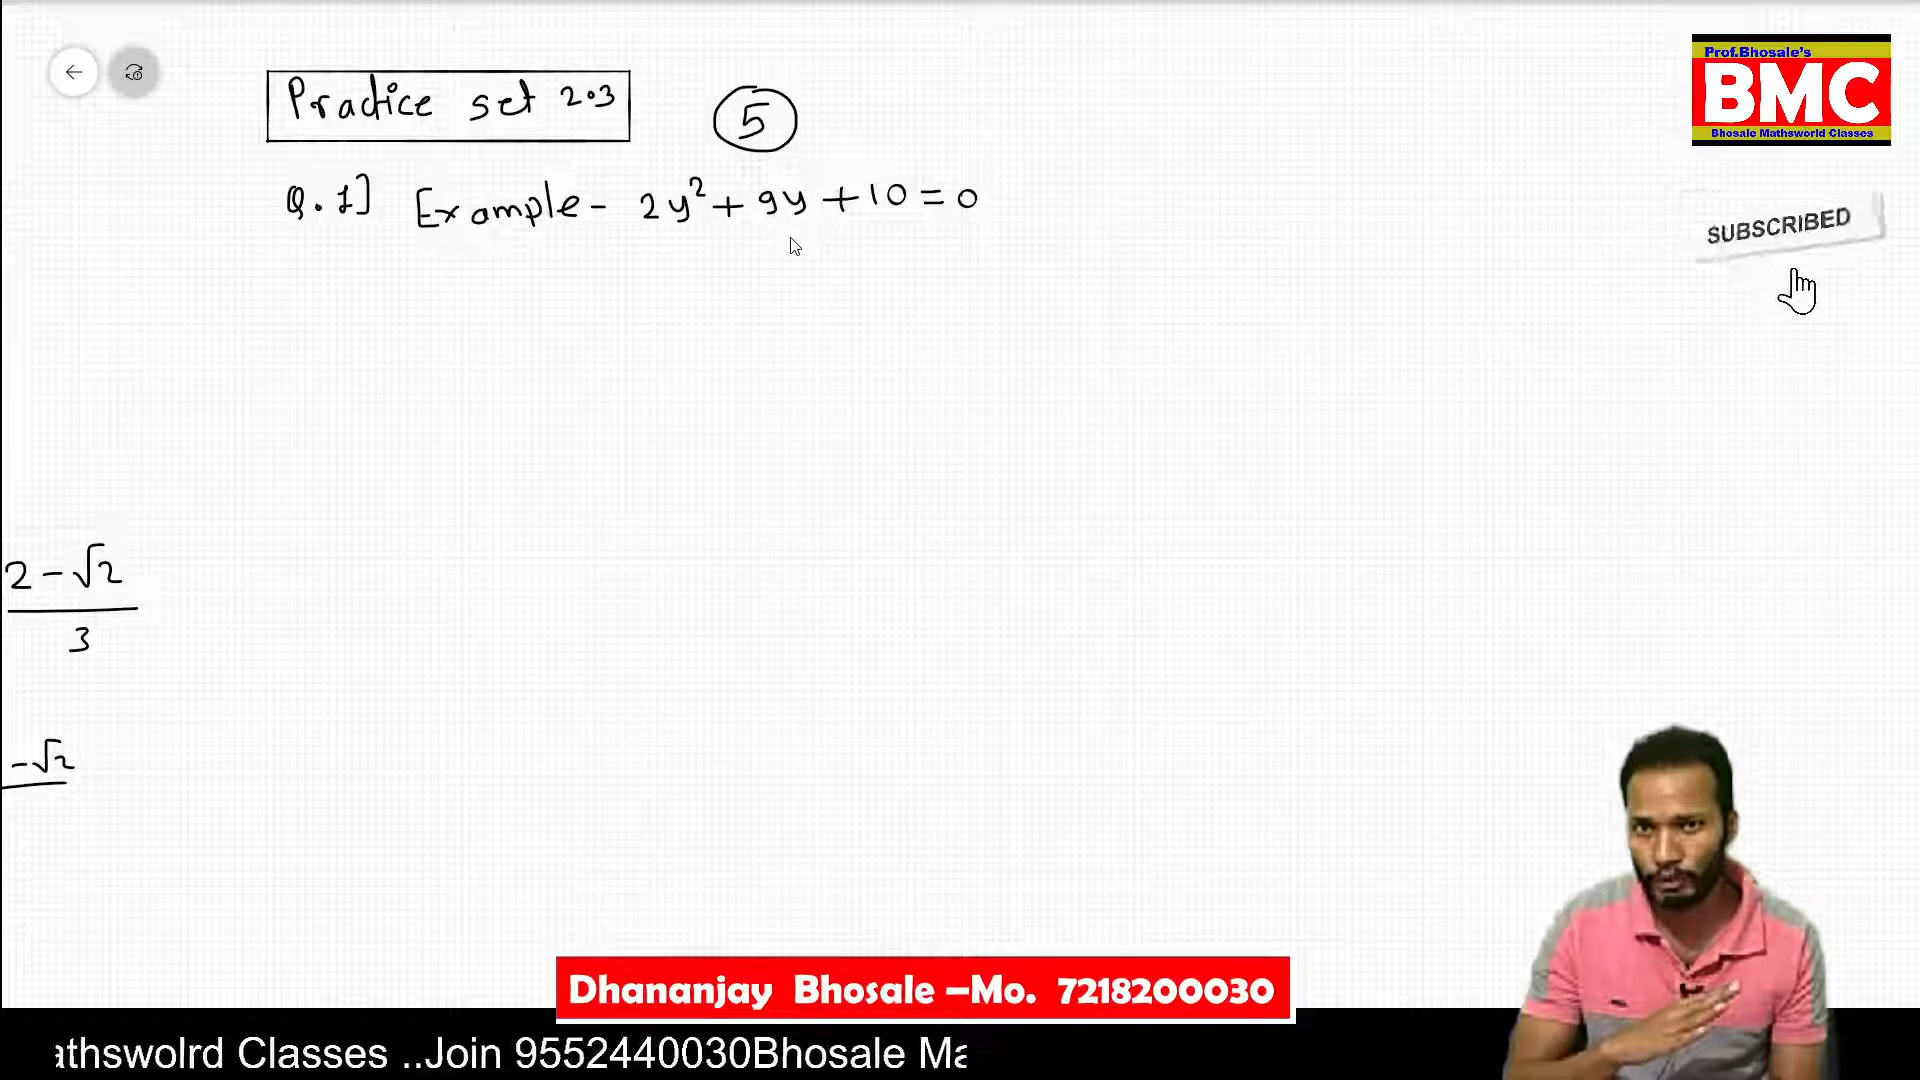 Practice set 2.3
5
Q.1] Example - 2y² + 9y + 10 = 0
Prof.Bhosale's
BMC
Bhosale Mathsworld Classes
SUBSCRIBED
2 - √2
3
-√2
Dhananjay Bhosale –Mo. 7218200030
athswolrd Classes ..Join 9552440030Bhosale Ma